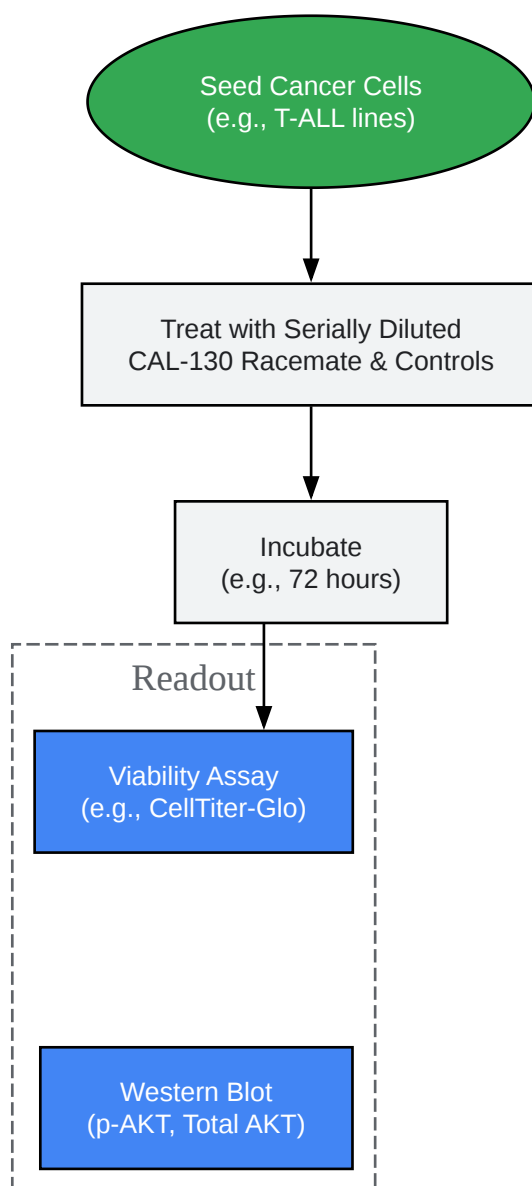 Seed Cancer Cells
(e.g., T-ALL lines)
Treat with Serially Diluted
CAL-130 Racemate & Controls
Incubate
(e.g., 72 hours)
Readout
Viability Assay
(e.g., CellTiter-Glo)
Western Blot
(p-AKT, Total AKT)